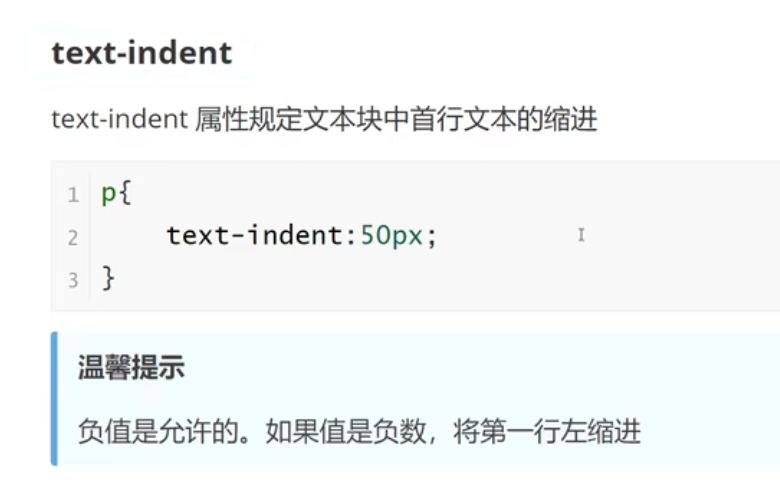 text-indent
text-indent 属性规定文本块中首行文本的缩进
1 p{
2     text-indent:50px;
3 }
温馨提示
负值是允许的。如果值是负数，将第一行左缩进